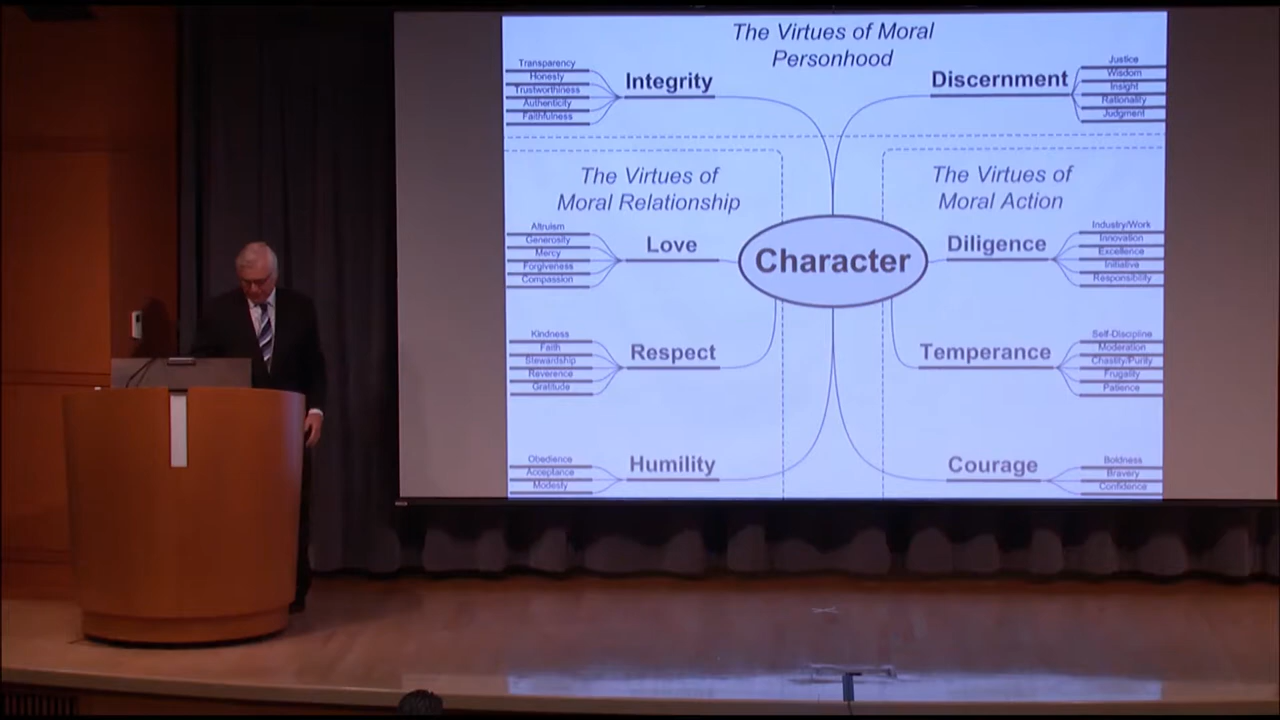 The Virtues of Moral
Personhood
Transparency
Honesty
Trustworthiness
Authenticity
Faithfulness
Integrity
Discernment
Justice
Wisdom
Insight
Rationality
Judgment
The Virtues of
Moral Relationship
The Virtues of
Moral Action
Altruism
Generosity
Mercy
Forgiveness
Compassion
Love
Character
Diligence
Industry/Work
Innovation
Excellence
Initiative
Responsibility
Kindness
Faith
Stewardship
Reverence
Gratitude
Respect
Temperance
Self-Discipline
Moderation
Chastity/Purity
Frugality
Patience
Obedience
Acceptance
Modesty
Humility
Courage
Boldness
Bravery
Confidence